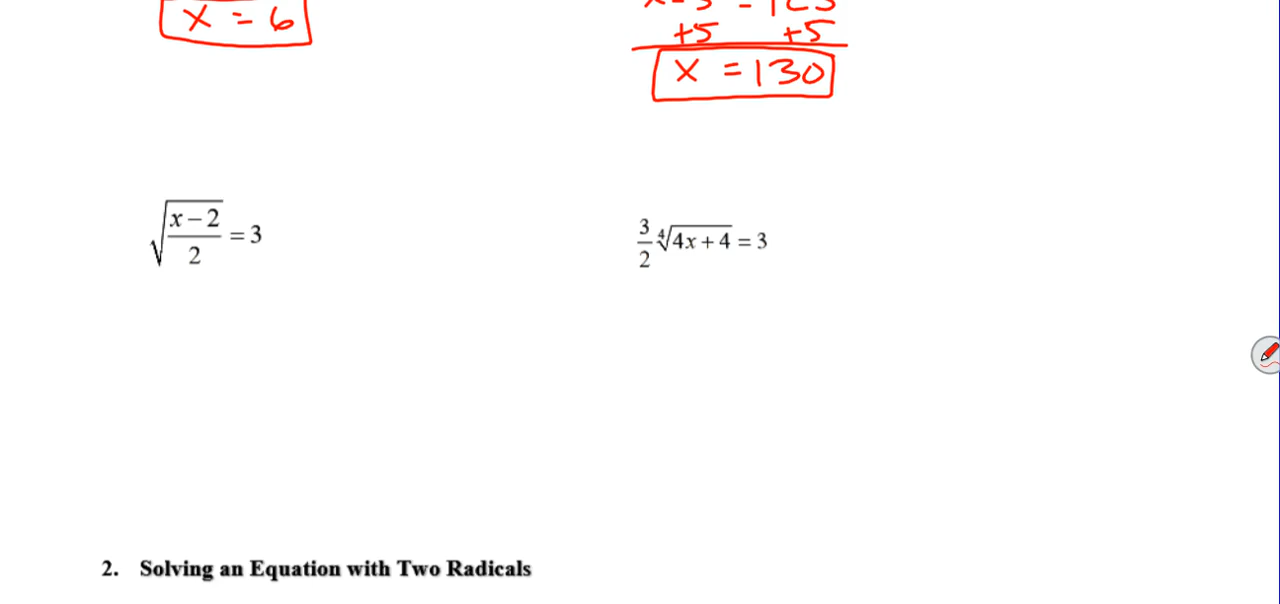 x = 6
+5 +5
x = 130
√((x − 2)/2) = 3
3/2 ∜(4x + 4) = 3
2. Solving an Equation with Two Radicals